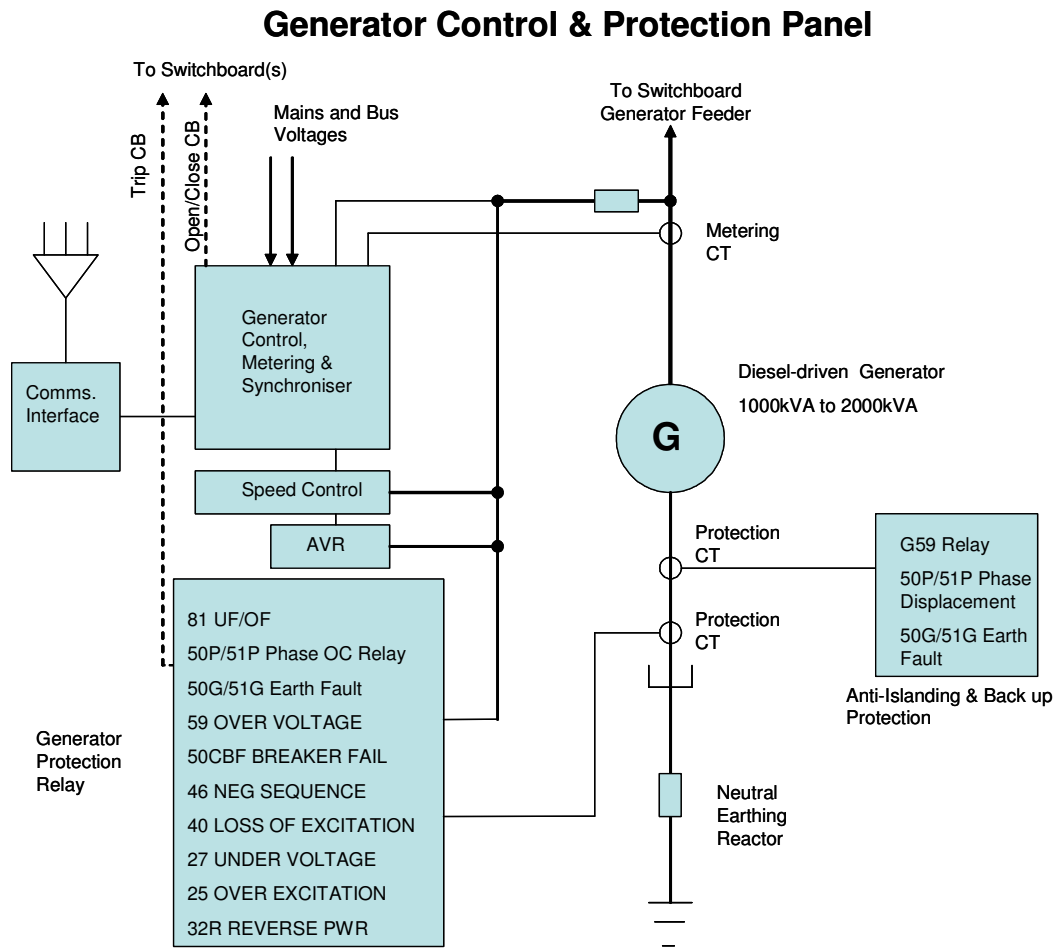 Generator Control & Protection Panel
To Switchboard(s)
Trip CB
Open/Close CB
Mains and Bus
Voltages
To Switchboard
Generator Feeder
Metering
CT
Generator
Control,
Metering &
Synchroniser
Comms.
Interface
Diesel-driven Generator
1000kVA to 2000kVA
G
Speed Control
AVR
Protection
CT
Protection
CT
G59 Relay
50P/51P Phase
Displacement
50G/51G Earth
Fault
Anti-Islanding & Back up
Protection
Generator
Protection
Relay
81 UF/OF
50P/51P Phase OC Relay
50G/51G Earth Fault
59 OVER VOLTAGE
50CBF BREAKER FAIL
46 NEG SEQUENCE
40 LOSS OF EXCITATION
27 UNDER VOLTAGE
25 OVER EXCITATION
32R REVERSE PWR
Neutral
Earthing
Reactor